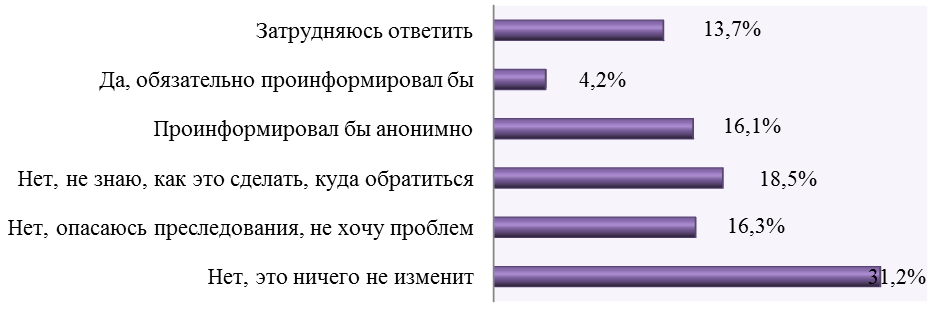 Затрудняюсь ответить 13,7%
Да, обязательно проинформировал бы 4,2%
Проинформировал бы анонимно 16,1%
Нет, не знаю, как это сделать, куда обратиться 18,5%
Нет, опасаюсь преследования, не хочу проблем 16,3%
Нет, это ничего не изменит 31,2%